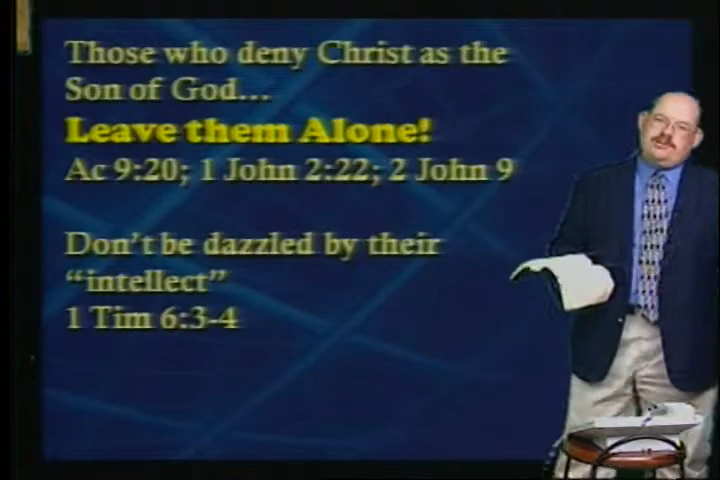 Those who deny Christ as the
Son of God...
Leave them Alone!
Ac 9:20; 1 John 2:22; 2 John 9
Don't be dazzled by their
“intellect”
1 Tim 6:3-4